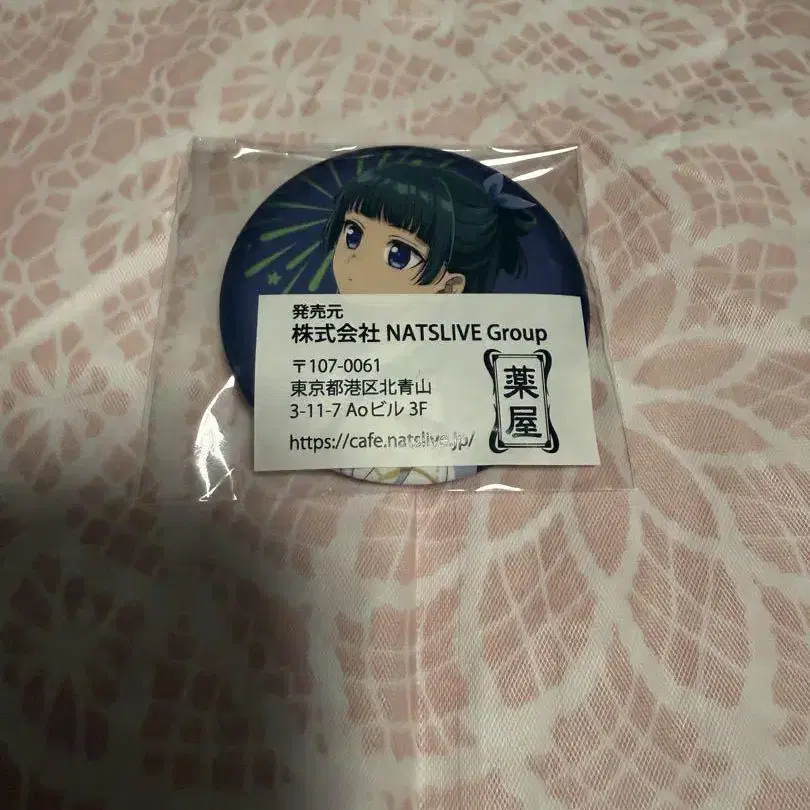 発売元
株式会社 NATSLIVE Group
〒107-0061
東京都港区北青山
3-11-7 Aoビル 3F
https://cafe.natslive.jp/
薬屋